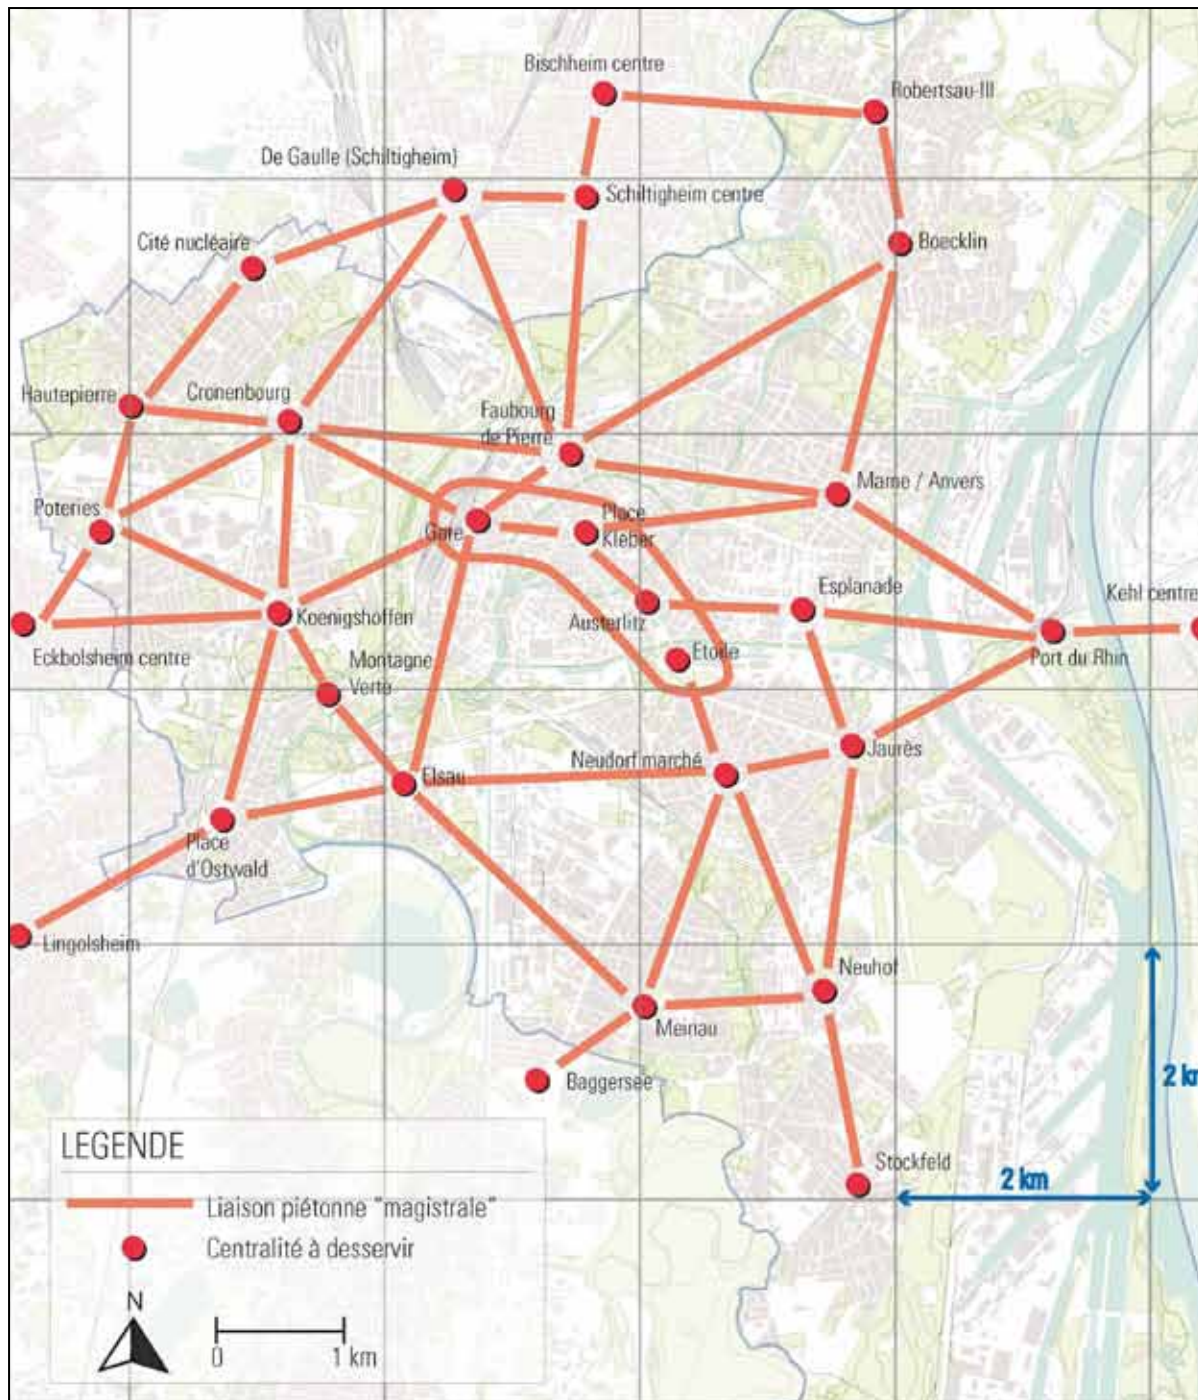 Bischheim centre
Robertsau-III
De Gaulle (Schiltigheim)
Schiltigheim centre
Cité nucléaire
Boecklin
Hautepierre
Cronenbourg
Faubourg
de Pierre
Marne / Anvers
Poteries
Gare
Place
Kleber
Esplanade
Kehl centre
Koenigshoffen
Austerlitz
Eckbolsheim centre
Montagne
Verte
Etoile
Port du Rhin
Elsau
Neudorf marché
Jaurès
Place
d'Ostwald
Lingolsheim
Neuhof
Meinau
Baggersee
2 km
Stockfeld
2 km
LEGENDE
Liaison piétonne "magistrale"
Centralité à desservir
N
0 1 km